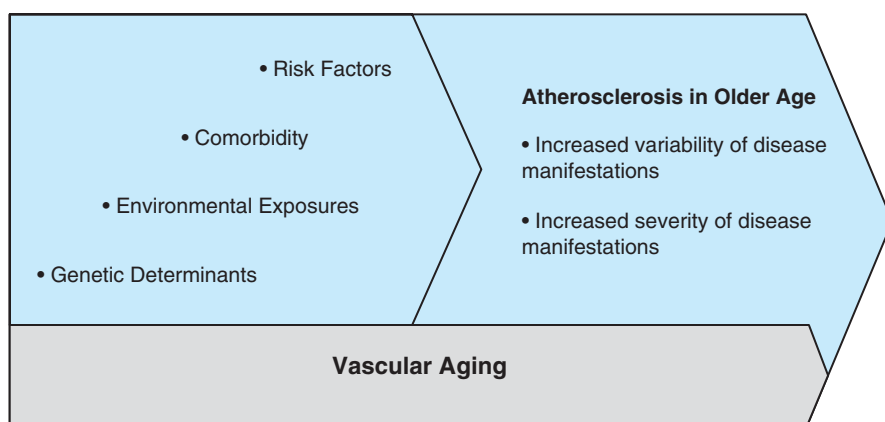 • Risk Factors
• Comorbidity
• Environmental Exposures
• Genetic Determinants
Atherosclerosis in Older Age
• Increased variability of disease
manifestations
• Increased severity of disease
manifestations
Vascular Aging